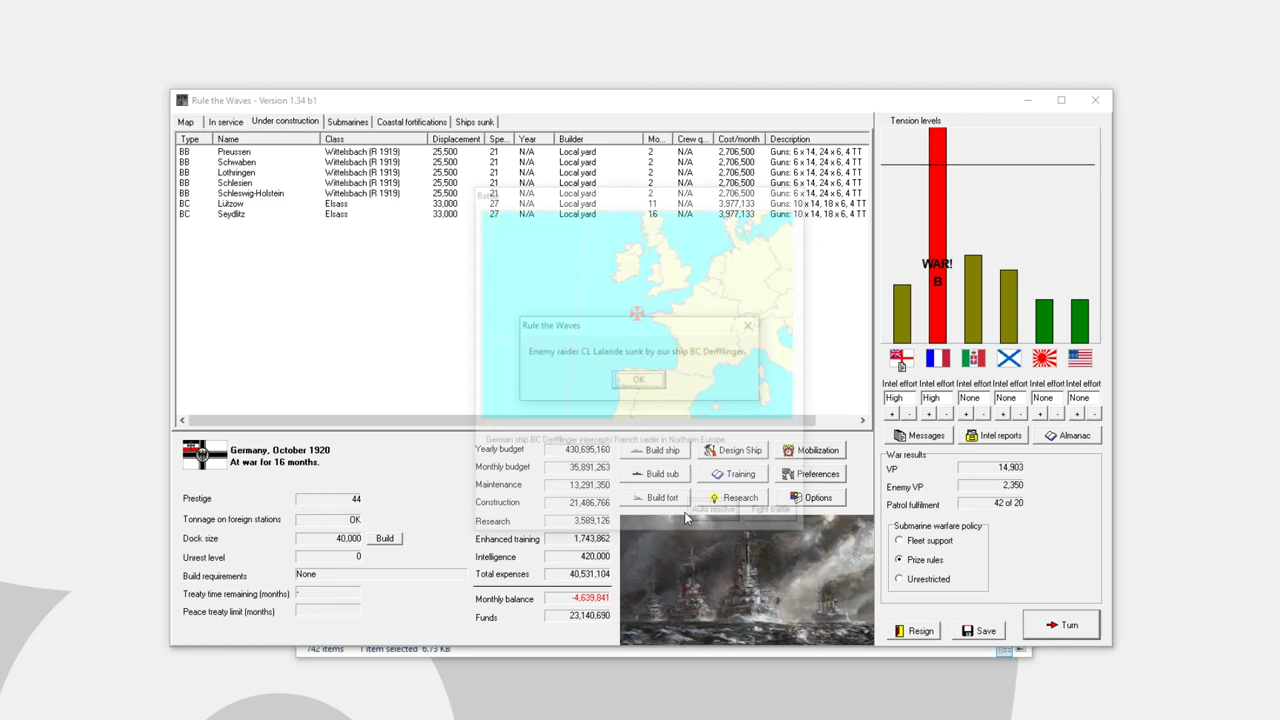 Rule the Waves - Version 1.34 b1
Map In service Under construction Submarines Coastal fortifications Ships sunk
Type Name Class Displacement Spe... Year Builder Mo... Crew q... Cost/month Description
BB Preussen Wittelsbach (R 1919) 25,500 21 N/A Local yard 2 N/A 2,706,500 Guns: 6 x 14, 24 x 6, 4 TT
BB Schwaben Wittelsbach (R 1919) 25,500 21 N/A Local yard 2 N/A 2,706,500 Guns: 6 x 14, 24 x 6, 4 TT
BB Lothringen Wittelsbach (R 1919) 25,500 21 N/A Local yard 2 N/A 2,706,500 Guns: 6 x 14, 24 x 6, 4 TT
BB Schlesien Wittelsbach (R 1919) 25,500 21 N/A Local yard 2 N/A 2,706,500 Guns: 6 x 14, 24 x 6, 4 TT
BB Schleswig-Holstein Wittelsbach (R 1919) 25,500 21 N/A Local yard 2 N/A 2,706,500 Guns: 6 x 14, 24 x 6, 4 TT
BC Lützow Elsass 33,000 27 N/A Local yard 11 N/A 3,977,133 Guns: 10 x 14, 18 x 6, 4 TT
BC Seydlitz Elsass 33,000 27 N/A Local yard 16 N/A 3,977,133 Guns: 10 x 14, 18 x 6, 4 TT
Rule the Waves
Enemy raider CL Lalande sunk by our ship BC Derfflinger.
OK
German ship BC Derfflinger intercepts French raider in Northern Europe.
Auto resolve Fight battle
Germany, October 1920
At war for 16 months.
Prestige 44
Tonnage on foreign stations OK
Dock size 40,000 Build
Unrest level 0
Build requirements None
Treaty time remaining (months) -
Peace treaty limit (months)
Yearly budget 430,695,160
Monthly budget 35,891,263
Maintenance 13,291,350
Construction 21,486,766
Research 3,589,126
Enhanced training 1,743,862
Intelligence 420,000
Total expenses 40,531,104
Monthly balance -4,639,841
Funds 23,140,690
Build ship Design Ship Mobilization
Build sub Training Preferences
Build fort Research Options
Tension levels
WAR!
B
Intel effort Intel effort Intel effort Intel effort Intel effort Intel effort
High High None None None None
+ - + - + - + - + - + -
Messages Intel reports Almanac
War results
VP 14,903
Enemy VP 2,350
Patrol fulfilment 42 of 20
Submarine warfare policy
Fleet support
Prize rules
Unrestricted
Resign Save Turn
742 items 1 item selected 6.73 KB